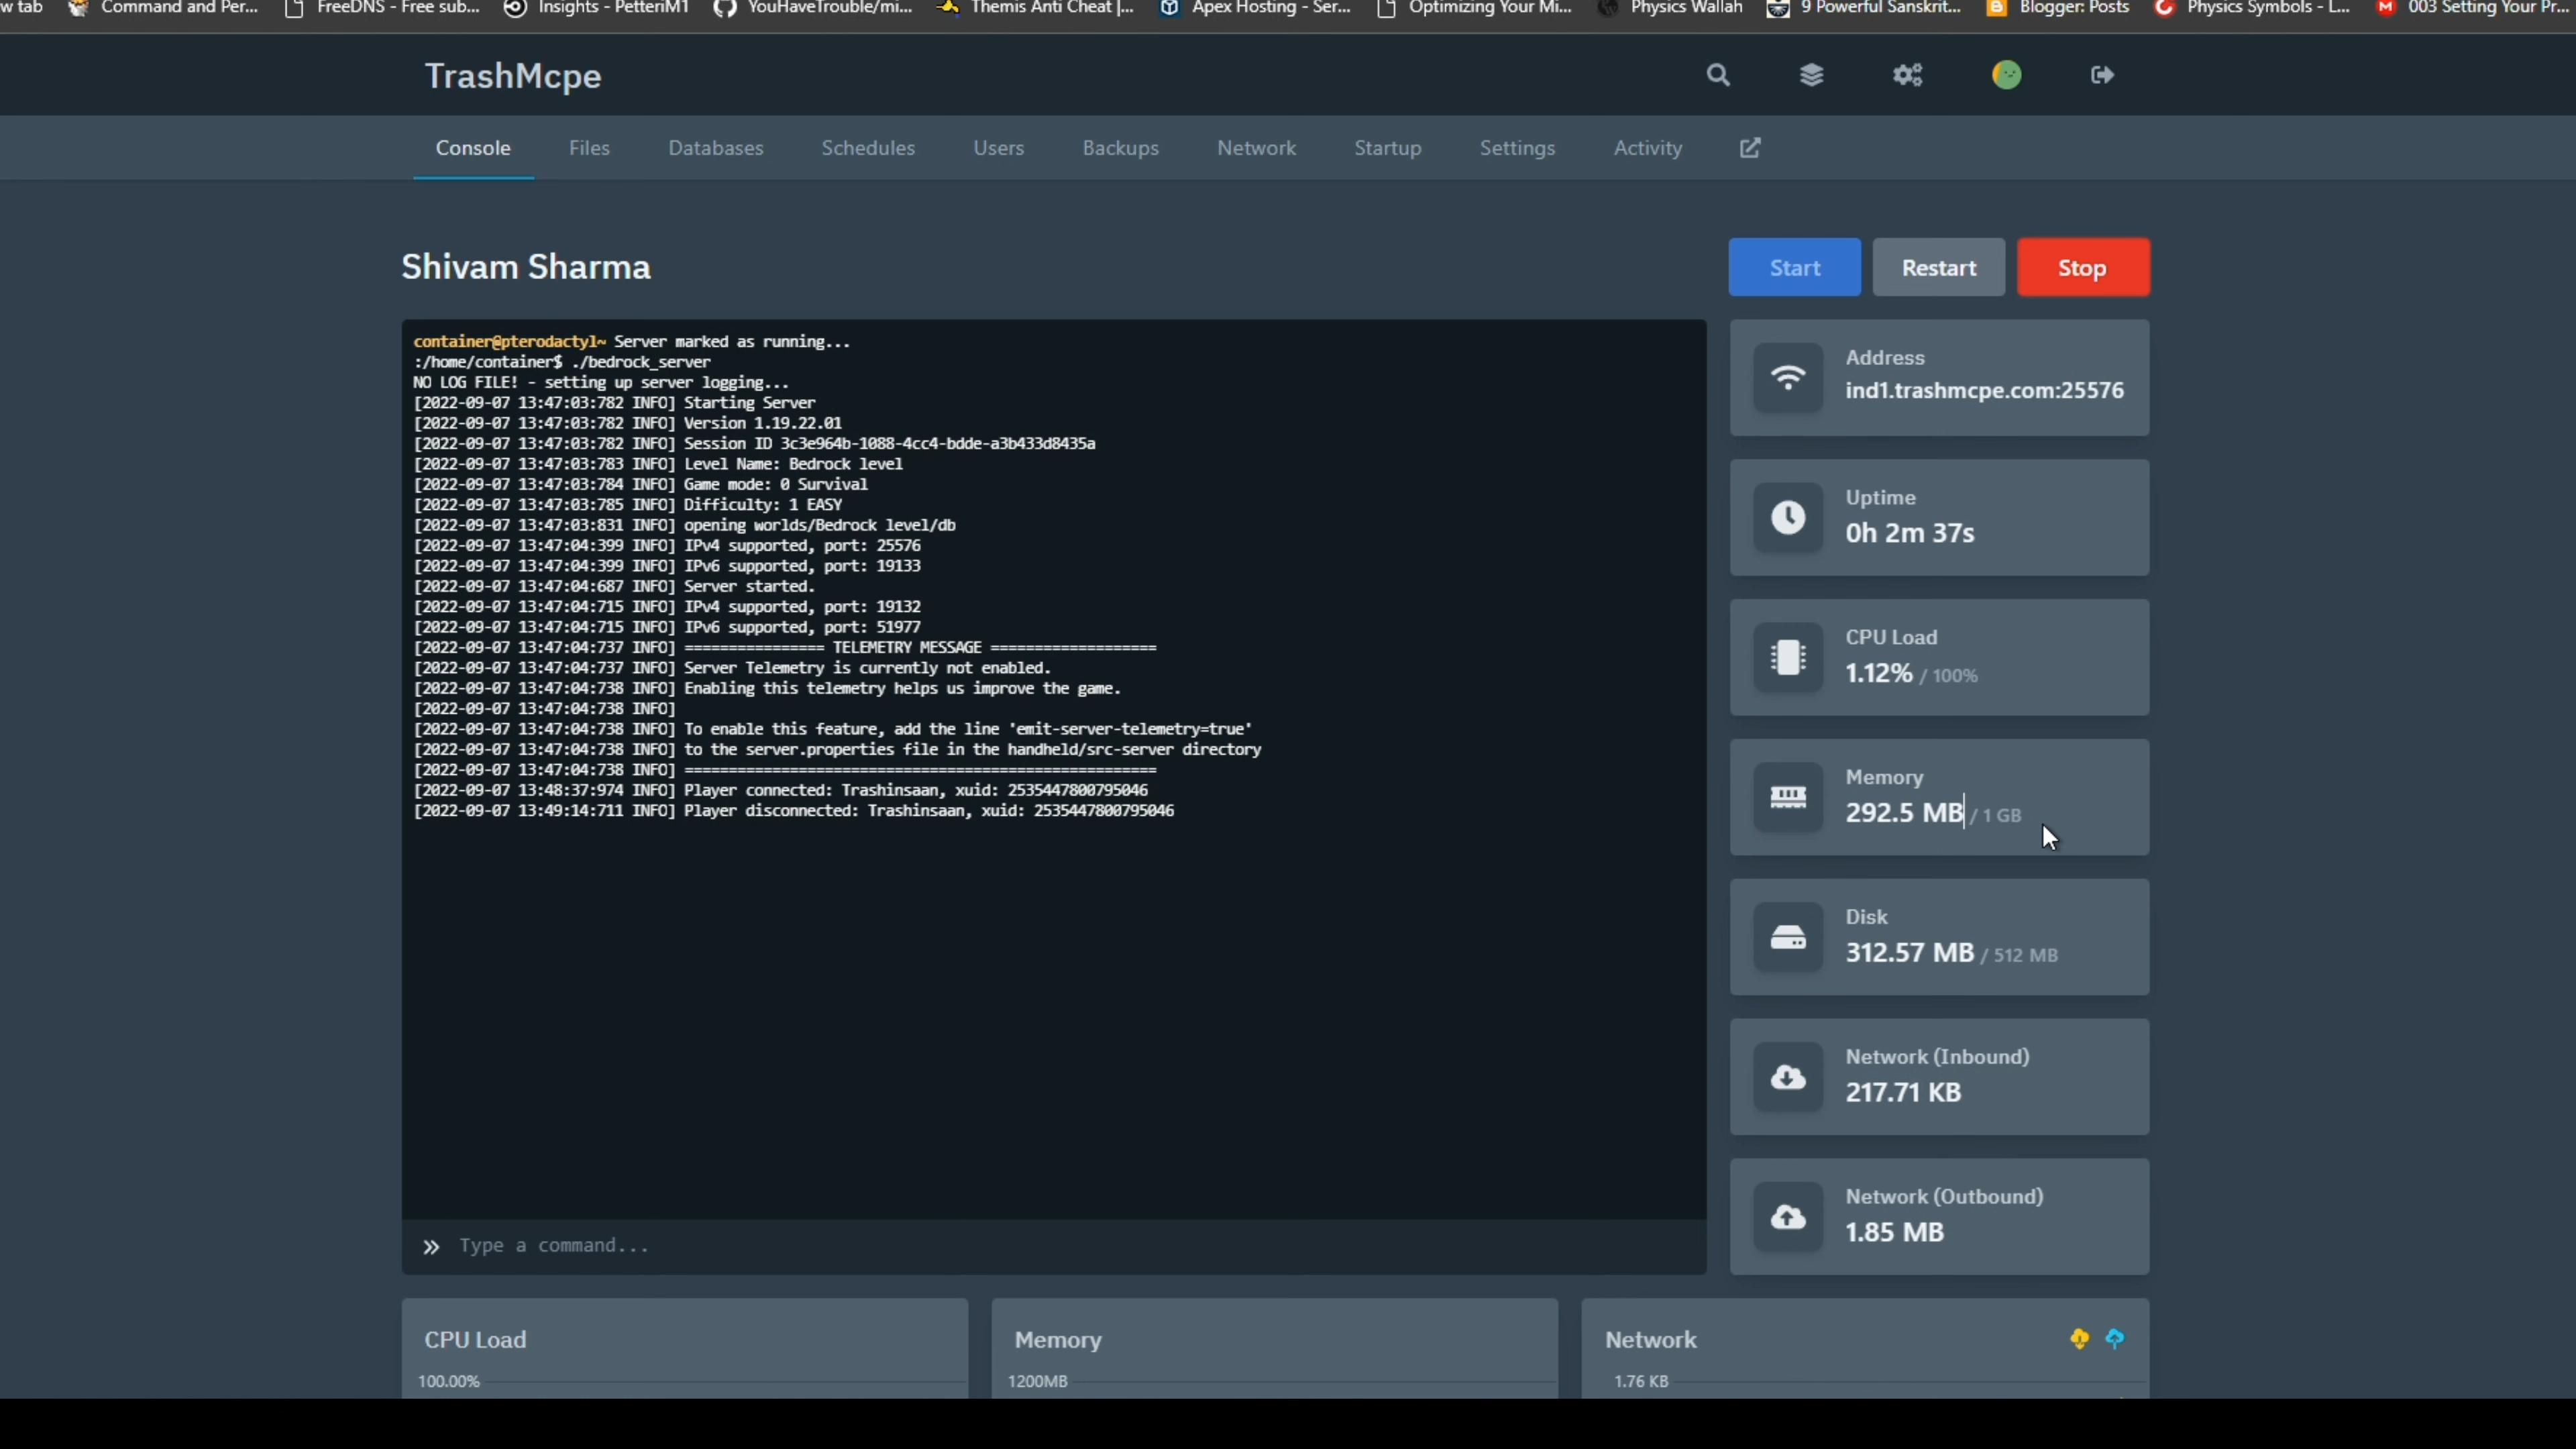 w tab Command and Per... FreeDNS - Free sub... Insights - PetteriM1 YouHaveTrouble/mi... Themis Anti Cheat |... Apex Hosting - Ser... Optimizing Your Mi... Physics Wallah 9 Powerful Sanskrit... Blogger: Posts Physics Symbols - L... 003 Setting Your Pr...
TrashMcpe
Console Files Databases Schedules Users Backups Network Startup Settings Activity
Shivam Sharma
Start Restart Stop
container@pterodactyl~ Server marked as running...
:/home/container$ ./bedrock_server
NO LOG FILE! - setting up server logging...
[2022-09-07 13:47:03:782 INFO] Starting Server
[2022-09-07 13:47:03:782 INFO] Version 1.19.22.01
[2022-09-07 13:47:03:782 INFO] Session ID 3c3e964b-1088-4cc4-bdde-a3b433d8435a
[2022-09-07 13:47:03:783 INFO] Level Name: Bedrock level
[2022-09-07 13:47:03:784 INFO] Game mode: 0 Survival
[2022-09-07 13:47:03:785 INFO] Difficulty: 1 EASY
[2022-09-07 13:47:03:831 INFO] opening worlds/Bedrock level/db
[2022-09-07 13:47:04:399 INFO] IPv4 supported, port: 25576
[2022-09-07 13:47:04:399 INFO] IPv6 supported, port: 19133
[2022-09-07 13:47:04:687 INFO] Server started.
[2022-09-07 13:47:04:715 INFO] IPv4 supported, port: 19132
[2022-09-07 13:47:04:715 INFO] IPv6 supported, port: 51977
[2022-09-07 13:47:04:737 INFO] ================ TELEMETRY MESSAGE ===================
[2022-09-07 13:47:04:737 INFO] Server Telemetry is currently not enabled.
[2022-09-07 13:47:04:738 INFO] Enabling this telemetry helps us improve the game.
[2022-09-07 13:47:04:738 INFO]
[2022-09-07 13:47:04:738 INFO] To enable this feature, add the line 'emit-server-telemetry=true'
[2022-09-07 13:47:04:738 INFO] to the server.properties file in the handheld/src-server directory
[2022-09-07 13:47:04:738 INFO] ======================================================
[2022-09-07 13:48:37:974 INFO] Player connected: Trashinsaan, xuid: 2535447800795046
[2022-09-07 13:49:14:711 INFO] Player disconnected: Trashinsaan, xuid: 2535447800795046
Type a command...
Address
ind1.trashmcpe.com:25576
Uptime
0h 2m 37s
CPU Load
1.12% / 100%
Memory
292.5 MB / 1 GB
Disk
312.57 MB / 512 MB
Network (Inbound)
217.71 KB
Network (Outbound)
1.85 MB
CPU Load
100.00%
Memory
1200MB
Network
1.76 KB